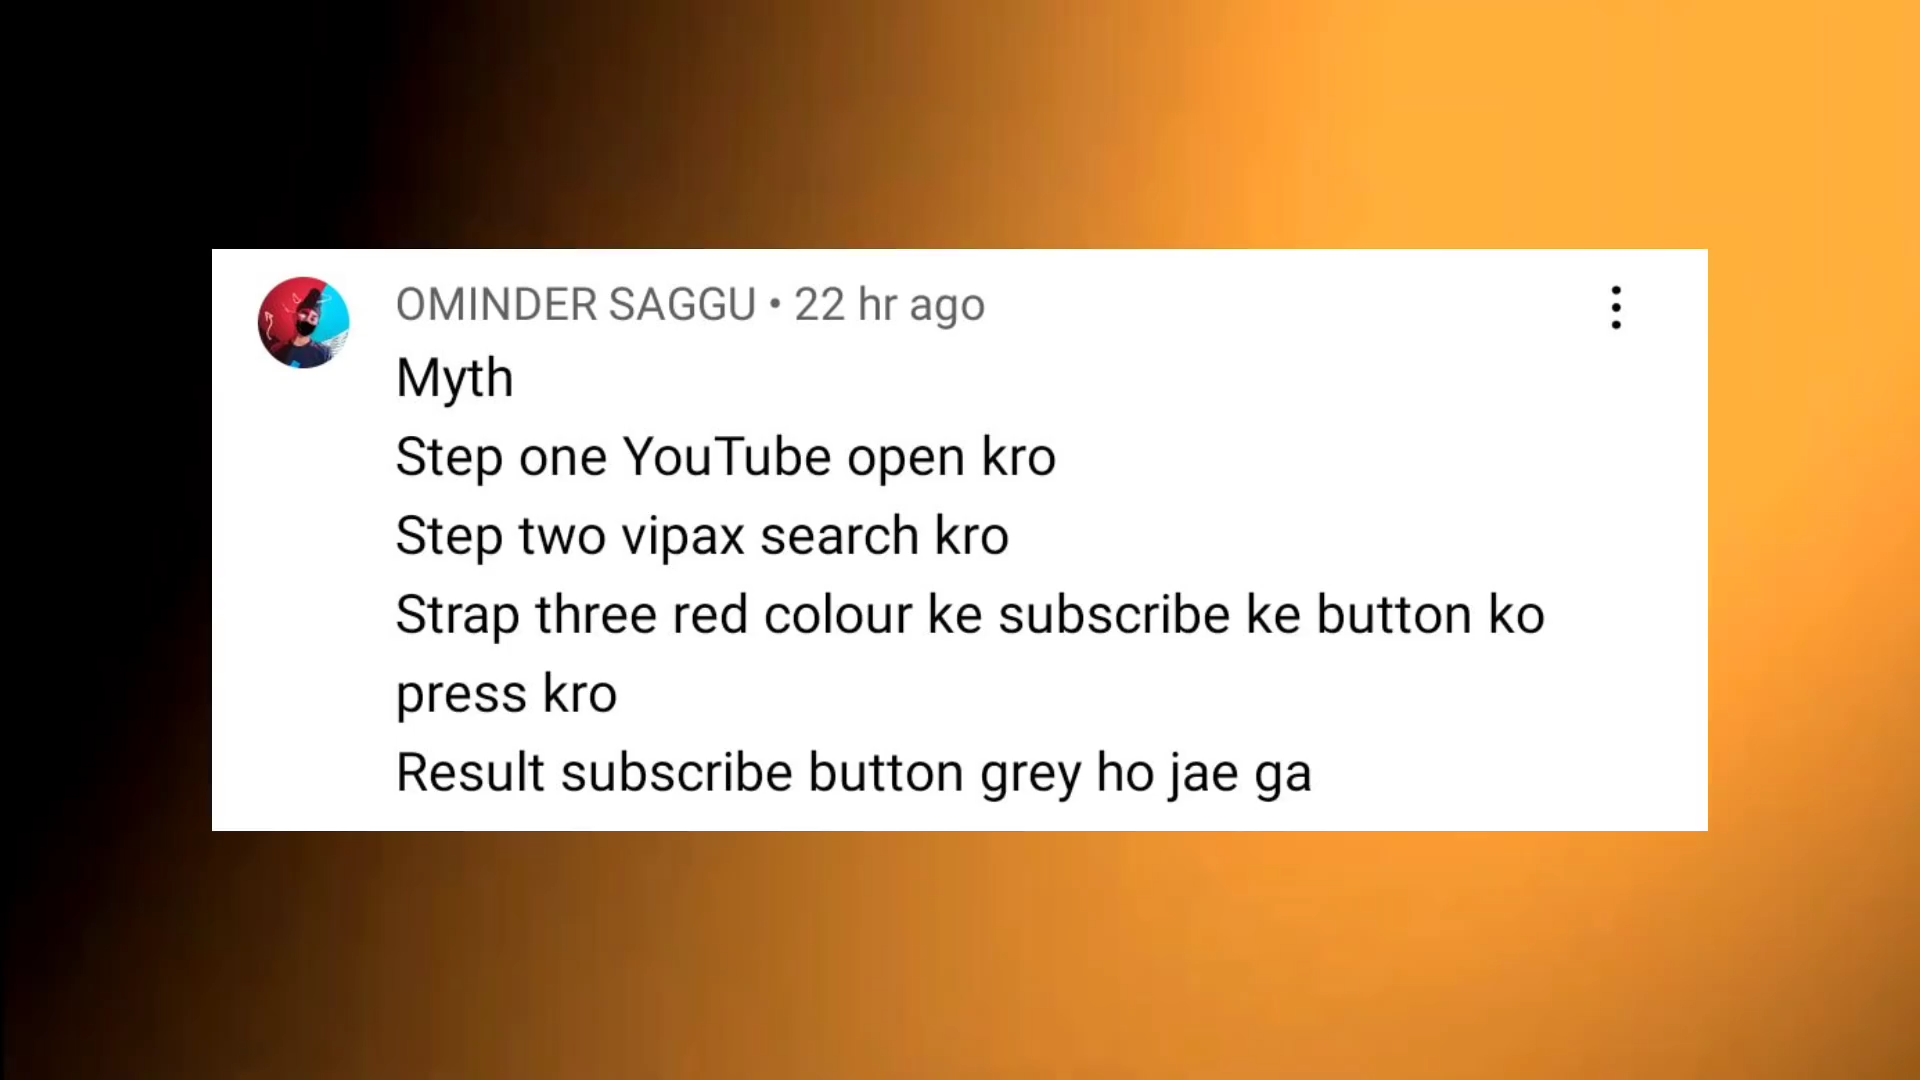 OMINDER SAGGU • 22 hr ago
Myth
Step one YouTube open kro
Step two vipax search kro
Strap three red colour ke subscribe ke button ko
press kro
Result subscribe button grey ho jae ga